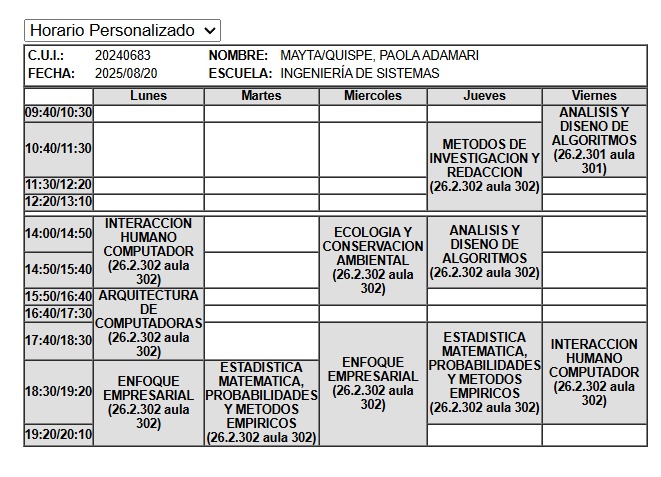 Horario Personalizado
C.U.I.: 20240683 NOMBRE: MAYTA/QUISPE, PAOLA ADAMARI
FECHA: 2025/08/20 ESCUELA: INGENIERÍA DE SISTEMAS
Lunes Martes Miercoles Jueves Viernes
09:40/10:30
ANALISIS Y
DISENO DE
ALGORITMOS
(26.2.301 aula
301)
10:40/11:30
METODOS DE
INVESTIGACION Y
REDACCION
(26.2.302 aula 302)
11:30/12:20
12:20/13:10
14:00/14:50
INTERACCION
HUMANO
COMPUTADOR
(26.2.302 aula
302)
ECOLOGIA Y
CONSERVACION
AMBIENTAL
(26.2.302 aula
302)
ANALISIS Y
DISENO DE
ALGORITMOS
(26.2.302 aula 302)
14:50/15:40
15:50/16:40
ARQUITECTURA
DE
COMPUTADORAS
(26.2.302 aula
302)
16:40/17:30
17:40/18:30
ENFOQUE
EMPRESARIAL
(26.2.302 aula
302)
ESTADISTICA
MATEMATICA,
PROBABILIDADES
Y METODOS
EMPIRICOS
(26.2.302 aula 302)
INTERACCION
HUMANO
COMPUTADOR
(26.2.302 aula
302)
18:30/19:20
ENFOQUE
EMPRESARIAL
(26.2.302 aula
302)
ESTADISTICA
MATEMATICA,
PROBABILIDADES
Y METODOS
EMPIRICOS
(26.2.302 aula 302)
19:20/20:10